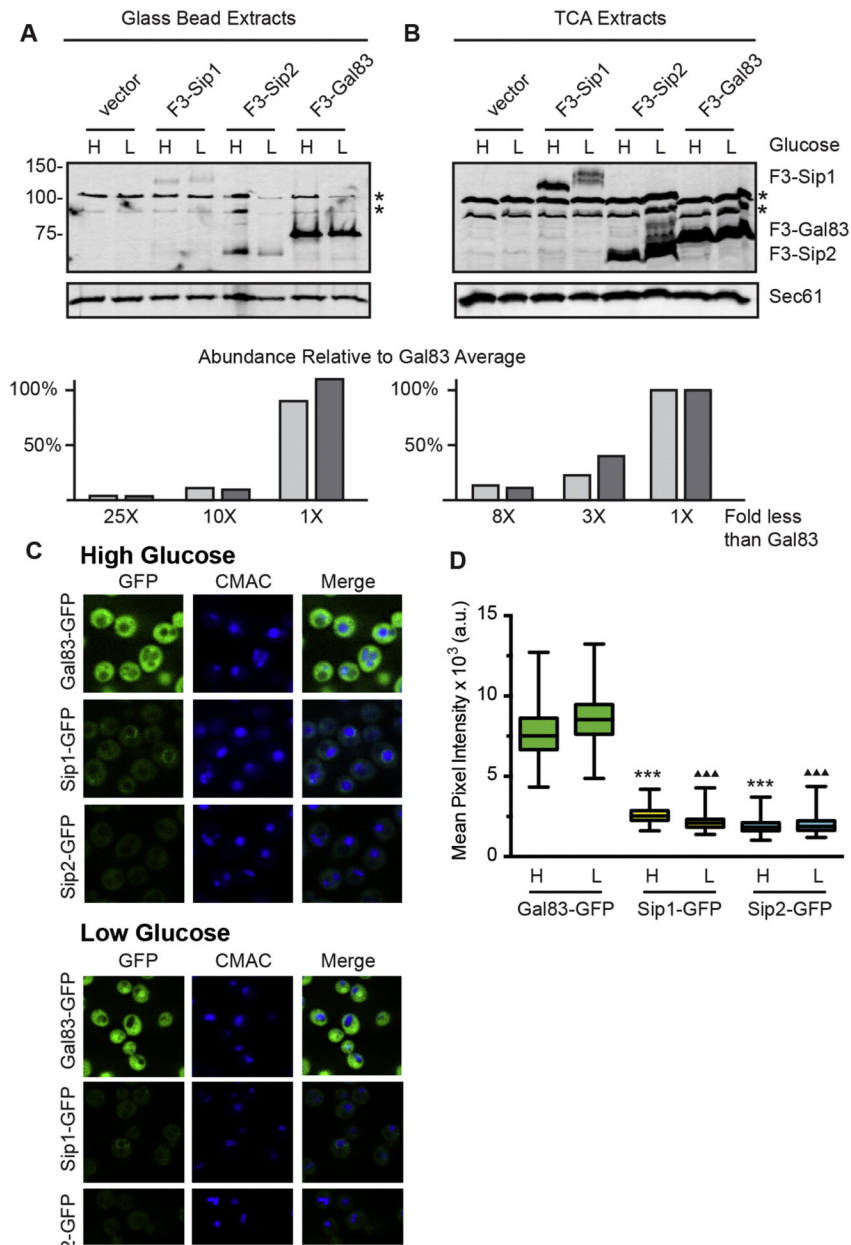 A
Glass Bead Extracts
vector
F3-Sip1
F3-Sip2
F3-Gal83
H L H L H L H L
150-
100-
75-
*
*
B
TCA Extracts
vector
F3-Sip1
F3-Sip2
F3-Gal83
H L H L H L H L
Glucose
F3-Sip1
*
*
F3-Gal83
F3-Sip2
Sec61
Abundance Relative to Gal83 Average
100%
50%
25X 10X 1X
100%
50%
8X 3X 1X
Fold less
than Gal83
C
High Glucose
GFP CMAC Merge
Gal83-GFP
Sip1-GFP
Sip2-GFP
Low Glucose
GFP CMAC Merge
Gal83-GFP
Sip1-GFP
2-GFP
D
Mean Pixel Intensity x 10³ (a.u.)
15
10
5
0
*** ▲▲▲ *** ▲▲▲
H L H L H L
Gal83-GFP Sip1-GFP Sip2-GFP